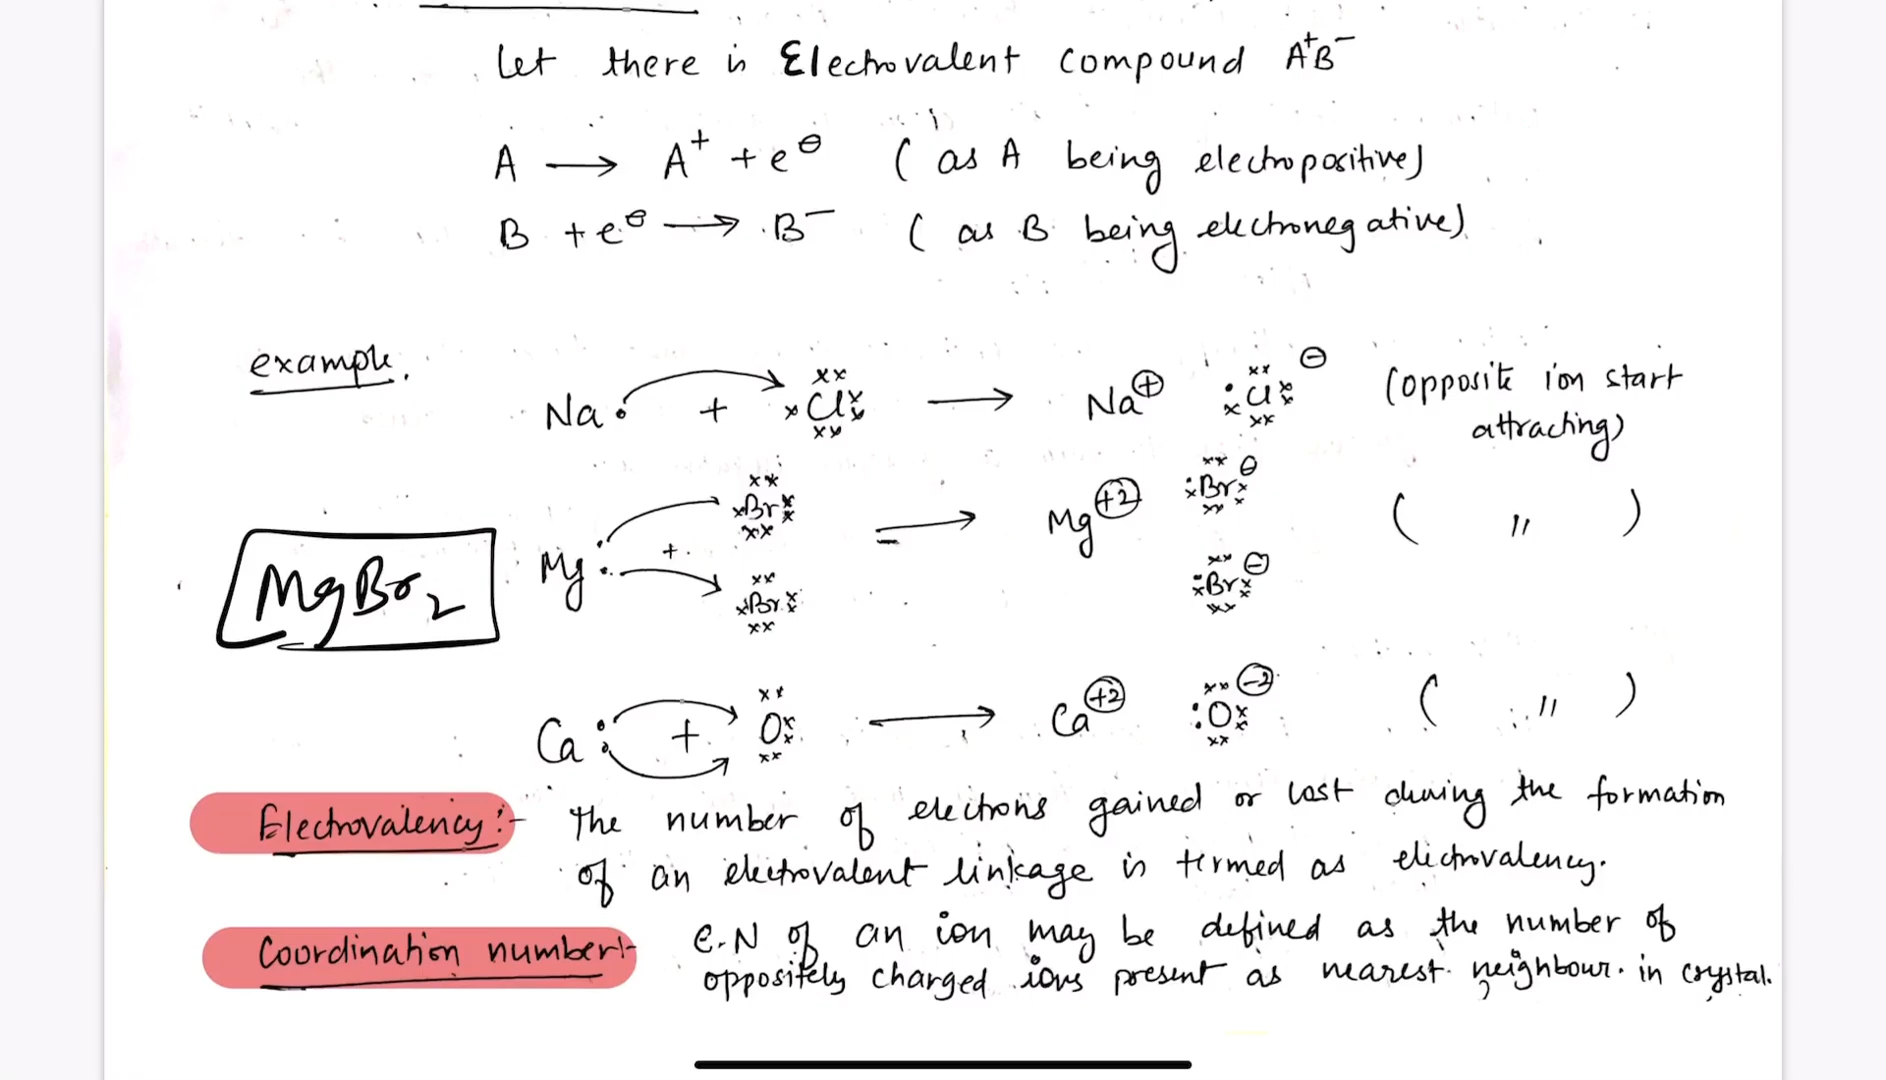 Let there is Electrovalent compound A⁺B⁻
A ⟶ A⁺ + e⊖ ( as A being electropositive)
B + e⊖ ⟶ B⁻ ( as B being electronegative)
example.
Na• + ××Cl×× ⟶ Na⊕ Cl⊖ (opposite ion start
attracting)
Mg: + Br ⟶ Mg+2 Br⊖ ( " )
Br Br⊖
MgBr2
Ca: + O ⟶ Ca+2 O-2 ( " )
Electrovalency:- The number of electrons gained or lost during the formation
of an electrovalent linkage is termed as electrovalency.
Coordination number:- C.N of an ion may be defined as the number of
oppositely charged ions present as nearest neighbour in crystal.